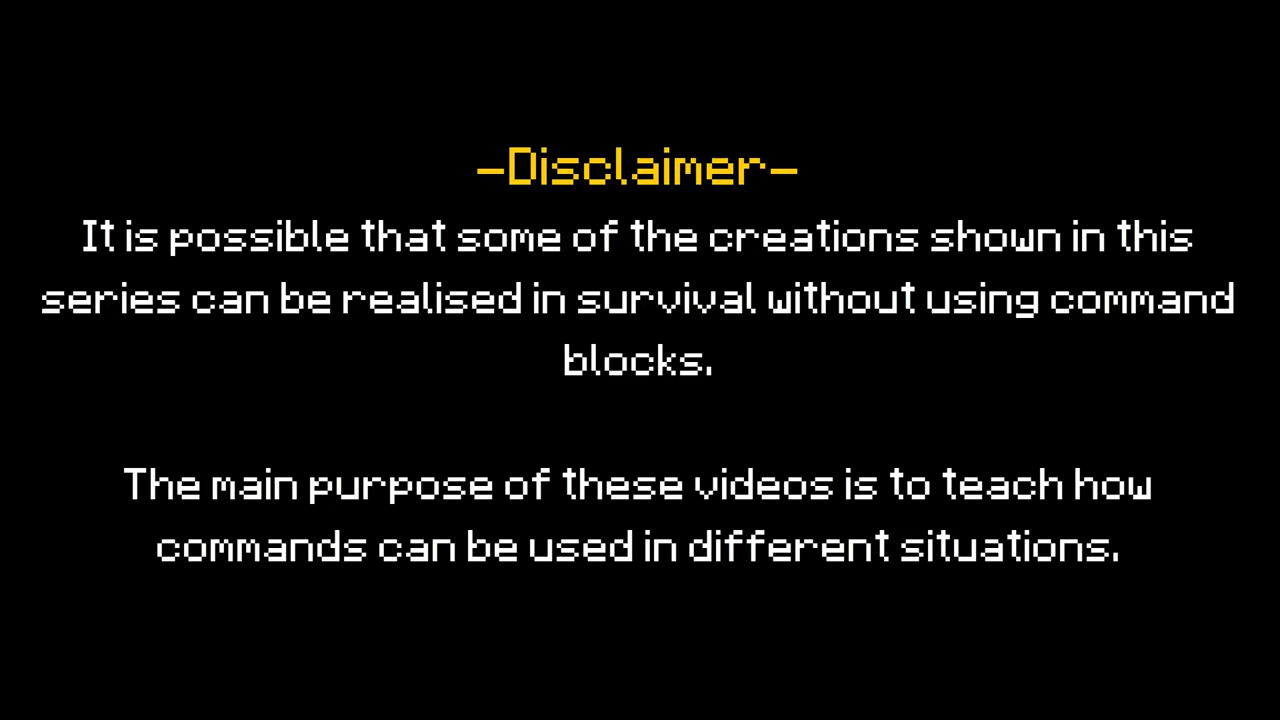 -Disclaimer-
It is possible that some of the creations shown in this
series can be realised in survival without using command
blocks.
The main purpose of these videos is to teach how
commands can be used in different situations.